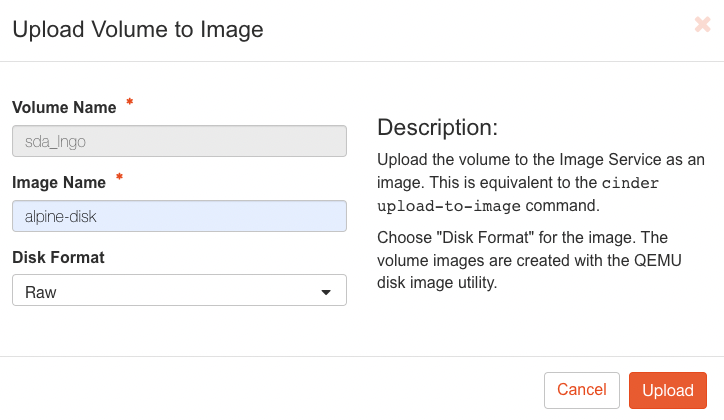 Upload Volume to Image
Volume Name *
sda_lngo
Image Name *
alpine-disk
Disk Format
Raw
Description:
Upload the volume to the Image Service as an
image. This is equivalent to the cinder
upload-to-image command.
Choose "Disk Format" for the image. The
volume images are created with the QEMU
disk image utility.
Cancel
Upload